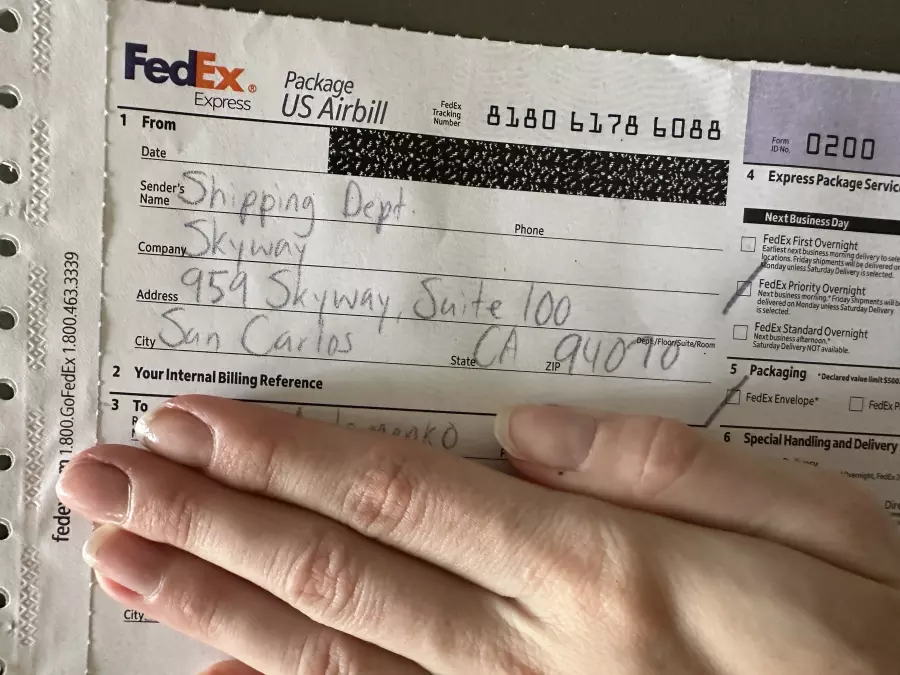 FedEx®
Express
Package
US Airbill
FedEx
Tracking
Number
8180 6178 6088
Form
ID No.
0200
1 From
Date
Sender's
Name Shipping Dept.
Phone
Company Skyway
Address 959 Skyway, Suite 100
Dept./Floor/Suite/Room
City San Carlos State CA ZIP 94070
2 Your Internal Billing Reference
3 To
City
1.800.GoFedEx 1.800.463.3339
4 Express Package Servic
Next Business Day
FedEx First Overnight
Earliest next business morning delivery to sele
locations. Friday shipments will be delivered on
Monday unless Saturday Delivery is selected.
FedEx Priority Overnight
Next business morning.* Friday shipments will be
delivered on Monday unless Saturday Delivery
is selected.
FedEx Standard Overnight
Next business afternoon.*
Saturday Delivery NOT available.
5 Packaging *Declared value limit $500
FedEx Envelope*
FedEx P
6 Special Handling and Delivery